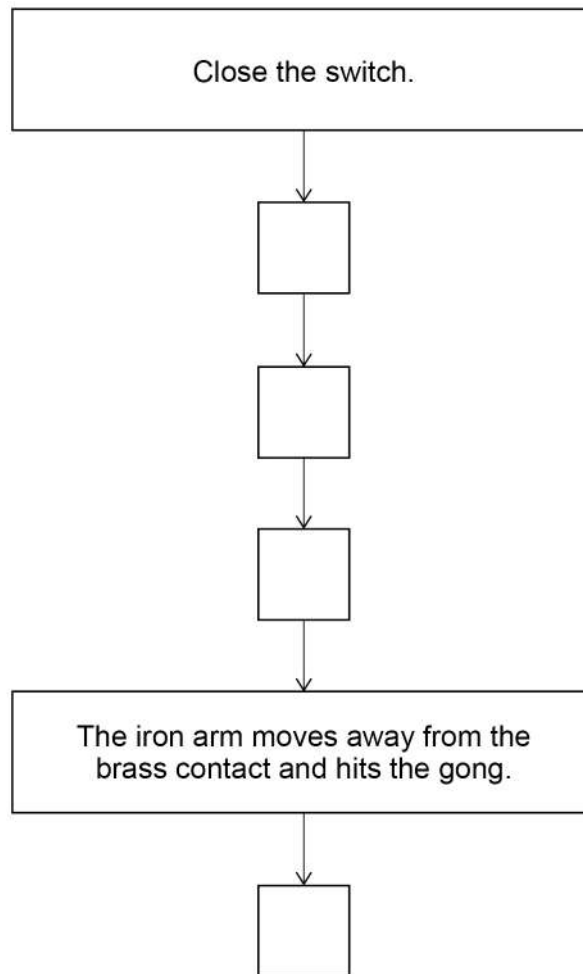 Close the switch.
The iron arm moves away from the
brass contact and hits the gong.